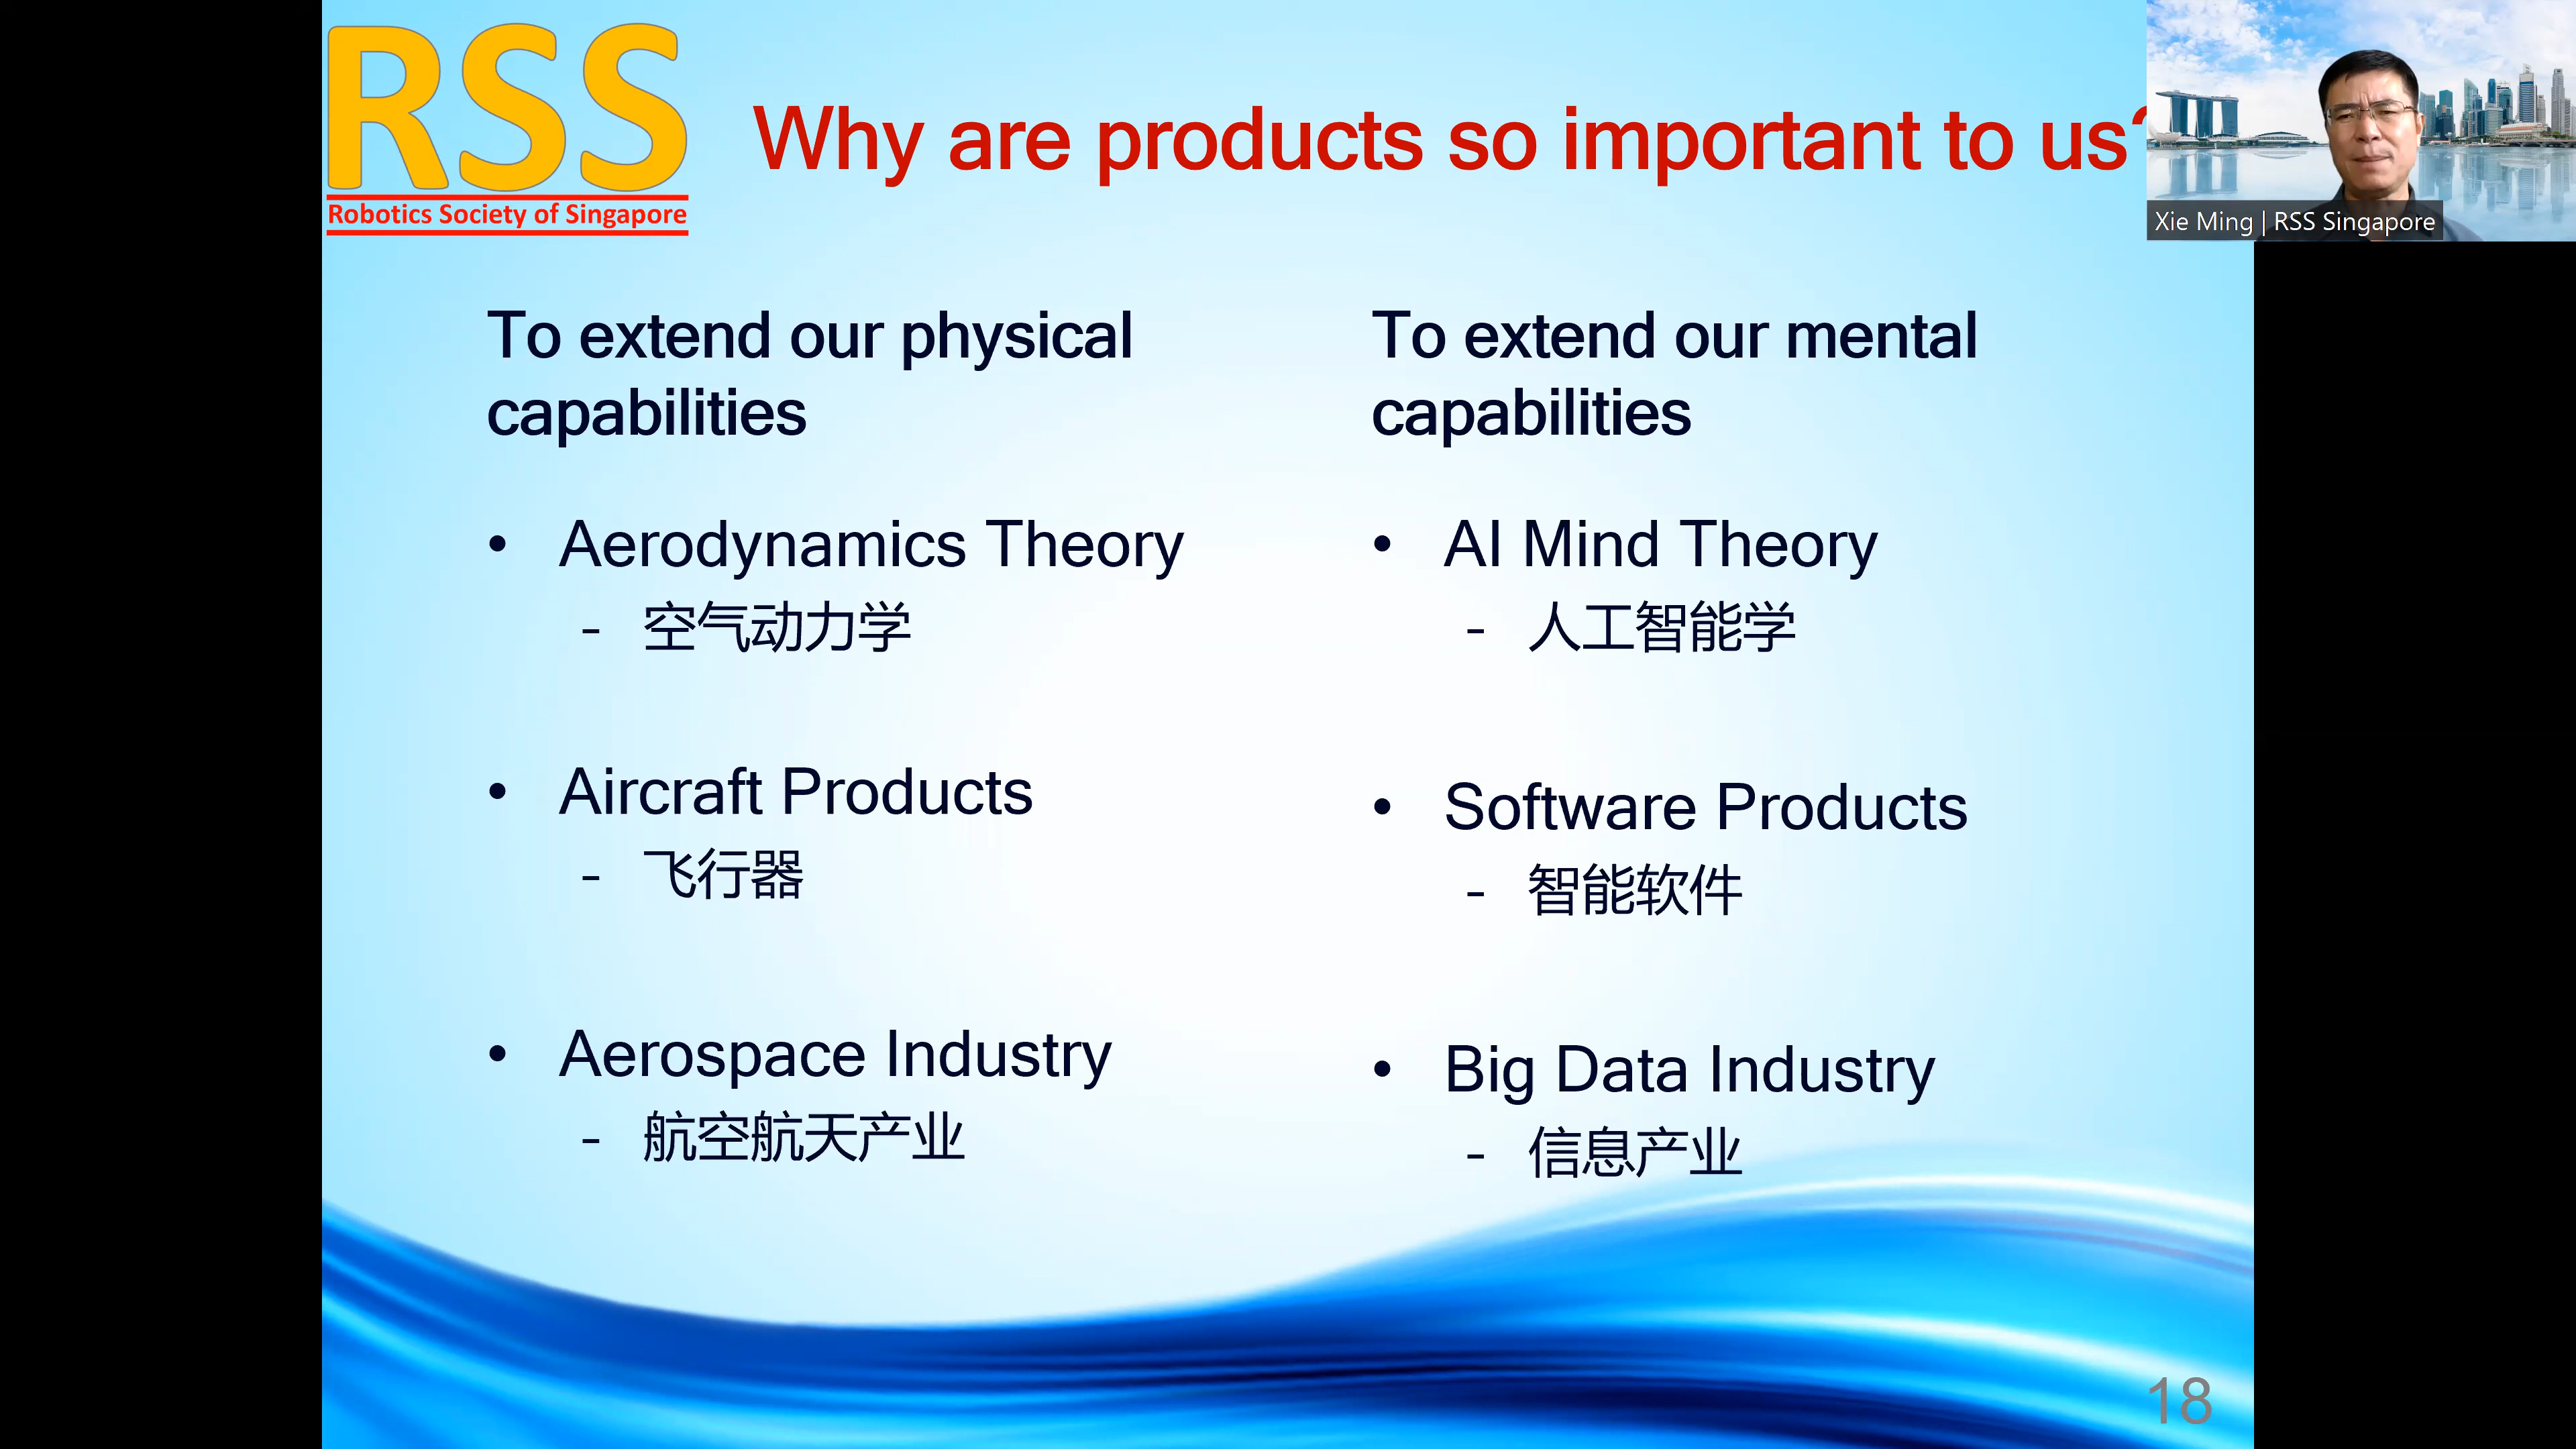 RSS
Robotics Society of Singapore
Why are products so important to us?
Xie Ming | RSS Singapore
To extend our physical
capabilities
• Aerodynamics Theory
- 空气动力学
• Aircraft Products
- 飞行器
• Aerospace Industry
- 航空航天产业
To extend our mental
capabilities
• AI Mind Theory
- 人工智能学
• Software Products
- 智能软件
• Big Data Industry
- 信息产业
18